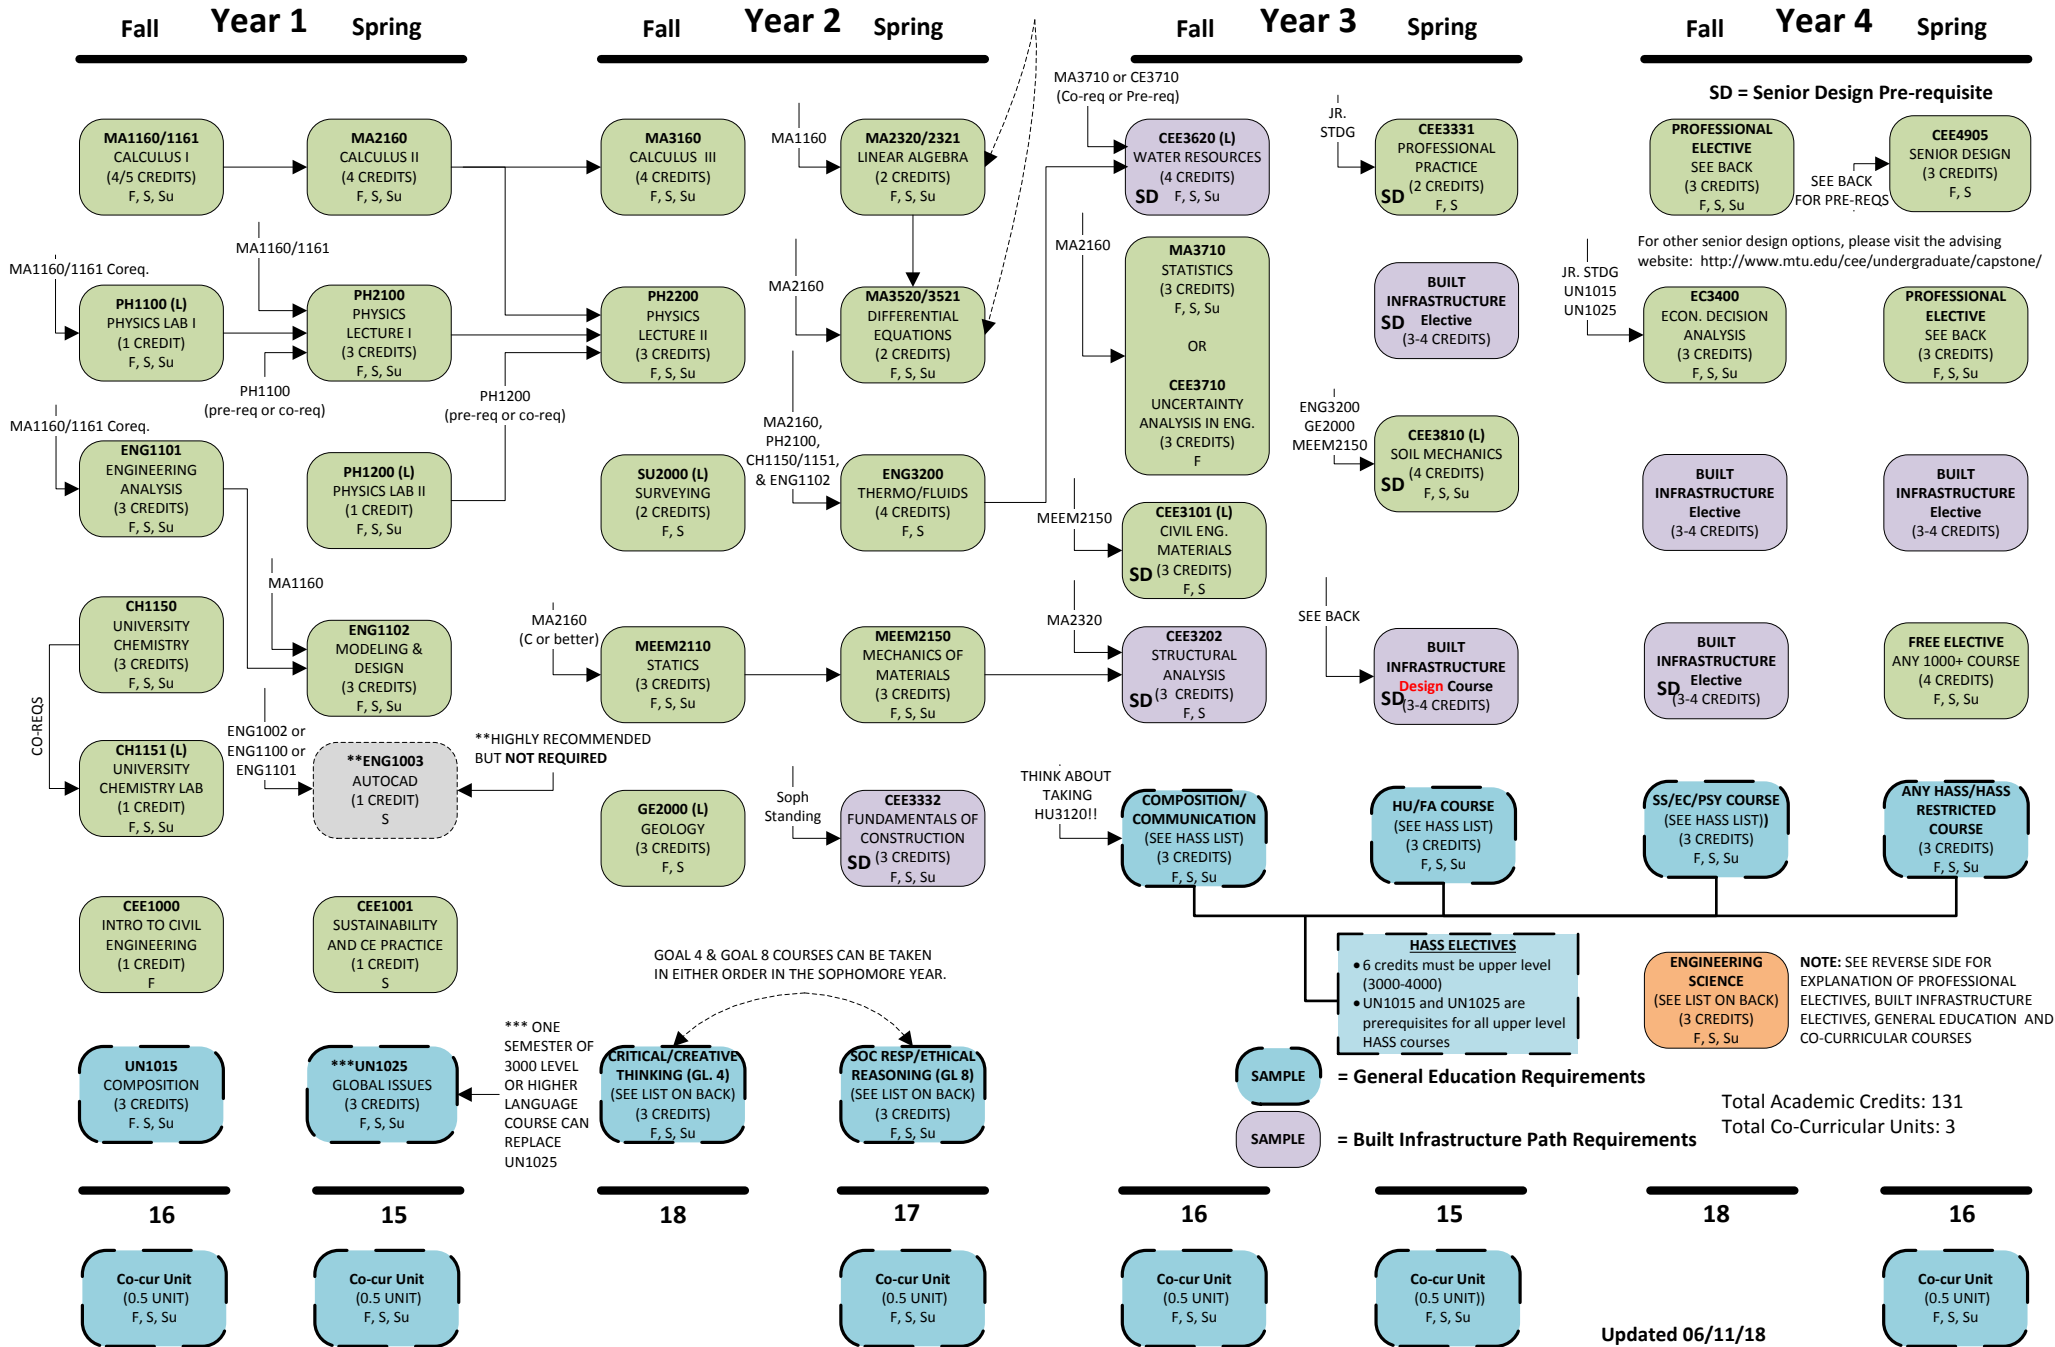 Year 1
Fall
Spring
Year 2
Fall
Spring
Year 3
Fall
Spring
Year 4
Fall
Spring
MA1160/1161
CALCULUS I
(4/5 CREDITS)
F, S, Su
MA1160/1161 Coreq.
PH1100 (L)
PHYSICS LAB I
(1 CREDIT)
F, S, Su
MA1160/1161 Coreq.
ENG1101
ENGINEERING
ANALYSIS
(3 CREDITS)
F, S, Su
CH1150
UNIVERSITY
CHEMISTRY
(3 CREDITS)
F, S, Su
CO-REQS
CH1151 (L)
UNIVERSITY
CHEMISTRY LAB
(1 CREDIT)
F, S, Su
CEE1000
INTRO TO CIVIL
ENGINEERING
(1 CREDIT)
F
UN1015
COMPOSITION
(3 CREDITS)
F. S, Su
16
Co-cur Unit
(0.5 UNIT)
F, S, Su
MA2160
CALCULUS II
(4 CREDITS)
F, S, Su
MA1160/1161
PH2100
PHYSICS
LECTURE I
(3 CREDITS)
F, S, Su
PH1100
(pre-req or co-req)
PH1200 (L)
PHYSICS LAB II
(1 CREDIT)
F, S, Su
MA1160
ENG1102
MODELING &
DESIGN
(3 CREDITS)
F, S, Su
ENG1002 or
ENG1100 or
ENG1101
**ENG1003
AUTOCAD
(1 CREDIT)
S
**HIGHLY RECOMMENDED
BUT NOT REQUIRED
CEE1001
SUSTAINABILITY
AND CE PRACTICE
(1 CREDIT)
S
***UN1025
GLOBAL ISSUES
(3 CREDITS)
F, S, Su
*** ONE
SEMESTER OF
3000 LEVEL
OR HIGHER
LANGUAGE
COURSE CAN
REPLACE
UN1025
15
Co-cur Unit
(0.5 UNIT)
F, S, Su
MA3160
CALCULUS III
(4 CREDITS)
F, S, Su
PH2200
PHYSICS
LECTURE II
(3 CREDITS)
F, S, Su
PH1200
(pre-req or co-req)
SU2000 (L)
SURVEYING
(2 CREDITS)
F, S
MA2160
(C or better)
MEEM2110
STATICS
(3 CREDITS)
F, S, Su
GE2000 (L)
GEOLOGY
(3 CREDITS)
F, S
GOAL 4 & GOAL 8 COURSES CAN BE TAKEN
IN EITHER ORDER IN THE SOPHOMORE YEAR.
CRITICAL/CREATIVE
THINKING (GL. 4)
(SEE LIST ON BACK)
(3 CREDITS)
F, S, Su
18
MA1160
MA2320/2321
LINEAR ALGEBRA
(2 CREDITS)
F, S, Su
MA2160
MA3520/3521
DIFFERENTIAL
EQUATIONS
(2 CREDITS)
F, S, Su
MA2160,
PH2100,
CH1150/1151,
& ENG1102
ENG3200
THERMO/FLUIDS
(4 CREDITS)
F, S
MEEM2150
MECHANICS OF
MATERIALS
(3 CREDITS)
F, S, Su
Soph
Standing
CEE3332
FUNDAMENTALS OF
CONSTRUCTION
SD (3 CREDITS)
F, S, Su
SOC RESP/ETHICAL
REASONING (GL 8)
(SEE LIST ON BACK)
(3 CREDITS)
F, S, Su
17
Co-cur Unit
(0.5 UNIT)
F, S, Su
MA3710 or CE3710
(Co-req or Pre-req)
CEE3620 (L)
WATER RESOURCES
(4 CREDITS)
SD F, S, Su
MA2160
MA3710
STATISTICS
(3 CREDITS)
F, S, Su
OR
CEE3710
UNCERTAINTY
ANALYSIS IN ENG.
(3 CREDITS)
F
MEEM2150
CEE3101 (L)
CIVIL ENG.
MATERIALS
SD (3 CREDITS)
F, S
MA2320
CEE3202
STRUCTURAL
ANALYSIS
SD (3 CREDITS)
F, S
THINK ABOUT
TAKING
HU3120!!
COMPOSITION/
COMMUNICATION
(SEE HASS LIST)
(3 CREDITS)
F, S, Su
16
Co-cur Unit
(0.5 UNIT)
F, S, Su
JR.
STDG
CEE3331
PROFESSIONAL
PRACTICE
SD (2 CREDITS)
F, S
BUILT
INFRASTRUCTURE
SD Elective
(3-4 CREDITS)
ENG3200
GE2000
MEEM2150
CEE3810 (L)
SOIL MECHANICS
(4 CREDITS)
SD F, S, Su
SEE BACK
BUILT
INFRASTRUCTURE
Design Course
SD (3-4 CREDITS)
HU/FA COURSE
(SEE HASS LIST)
(3 CREDITS)
F, S, Su
HASS ELECTIVES
• 6 credits must be upper level
(3000-4000)
• UN1015 and UN1025 are
prerequisites for all upper level
HASS courses
SAMPLE = General Education Requirements
SAMPLE = Built Infrastructure Path Requirements
15
Co-cur Unit
(0.5 UNIT))
F, S, Su
SD = Senior Design Pre-requisite
PROFESSIONAL
ELECTIVE
SEE BACK
(3 CREDITS)
F, S, Su
SEE BACK
FOR PRE-REQS
CEE4905
SENIOR DESIGN
(3 CREDITS)
F, S
For other senior design options, please visit the advising
website: http://www.mtu.edu/cee/undergraduate/capstone/
JR. STDG
UN1015
UN1025
EC3400
ECON. DECISION
ANALYSIS
(3 CREDITS)
F, S, Su
PROFESSIONAL
ELECTIVE
SEE BACK
(3 CREDITS)
F, S, Su
BUILT
INFRASTRUCTURE
Elective
(3-4 CREDITS)
BUILT
INFRASTRUCTURE
Elective
(3-4 CREDITS)
BUILT
INFRASTRUCTURE
Elective
SD (3-4 CREDITS)
FREE ELECTIVE
ANY 1000+ COURSE
(4 CREDITS)
F, S, Su
SS/EC/PSY COURSE
(SEE HASS LIST))
(3 CREDITS)
F, S, Su
ANY HASS/HASS
RESTRICTED
COURSE
(3 CREDITS)
F, S, Su
ENGINEERING
SCIENCE
(SEE LIST ON BACK)
(3 CREDITS)
F, S, Su
NOTE: SEE REVERSE SIDE FOR
EXPLANATION OF PROFESSIONAL
ELECTIVES, BUILT INFRASTRUCTURE
ELECTIVES, GENERAL EDUCATION AND
CO-CURRICULAR COURSES
Total Academic Credits: 131
Total Co-Curricular Units: 3
18
16
Co-cur Unit
(0.5 UNIT)
F, S, Su
Updated 06/11/18